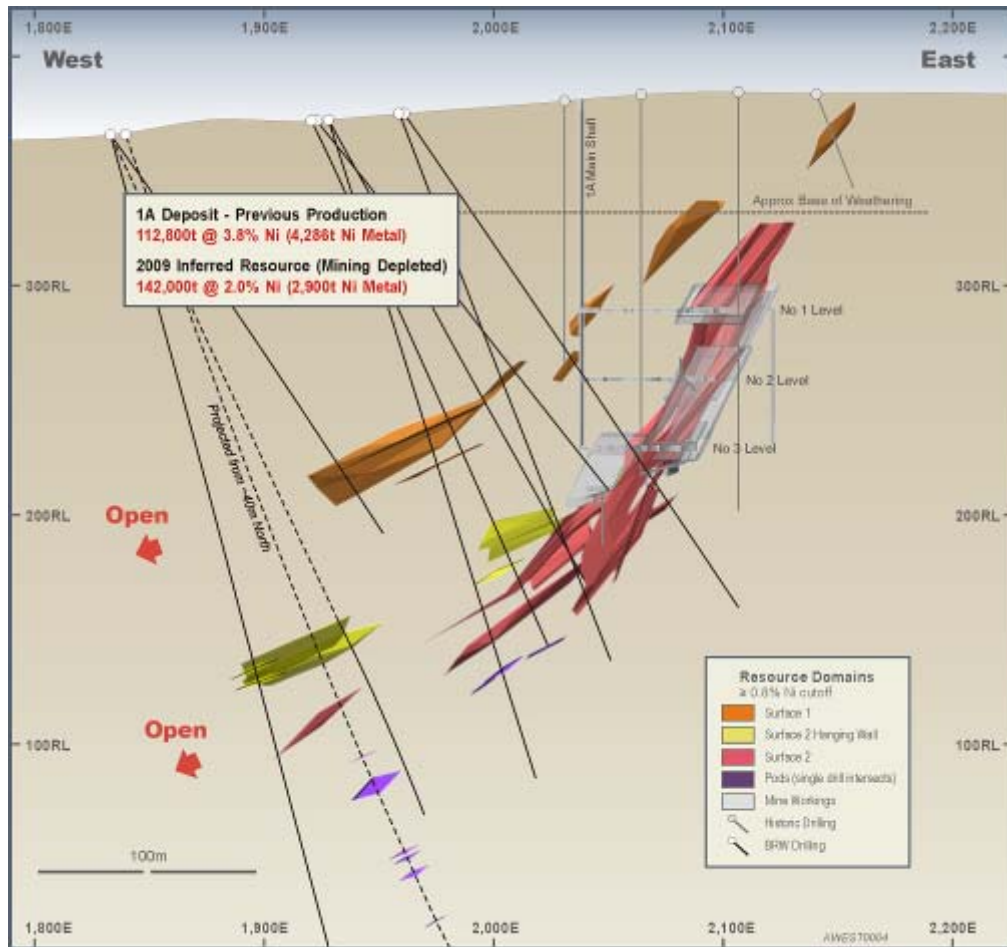 1,800E 1,900E 2,000E 2,100E 2,200E
West East
1A Main Shaft
Approx Base of Weathering
1A Deposit - Previous Production
112,800t @ 3.8% Ni (4,286t Ni Metal)
2009 Inferred Resource (Mining Depleted)
142,000t @ 2.0% Ni (2,900t Ni Metal)
300RL 300RL
No 1 Level
No 2 Level
Projected from ~40m North
No 3 Level
200RL 200RL
Open
Open
100RL 100RL
Resource Domains
≥ 0.8% Ni cutoff
Surface 1
Surface 2 Hanging Wall
Surface 2
Pods (single drill intersects)
Mine Workings
Historic Drilling
BRW Drilling
100m
1,800E 1,900E 2,000E 2,100E 2,200E